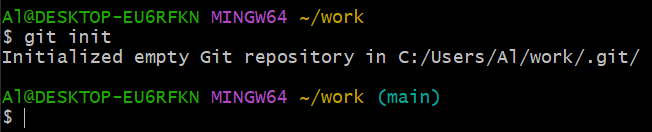 Al@DESKTOP-EU6RFKN MINGW64 ~/work
$ git init
Initialized empty Git repository in C:/Users/Al/work/.git/
Al@DESKTOP-EU6RFKN MINGW64 ~/work (main)
$